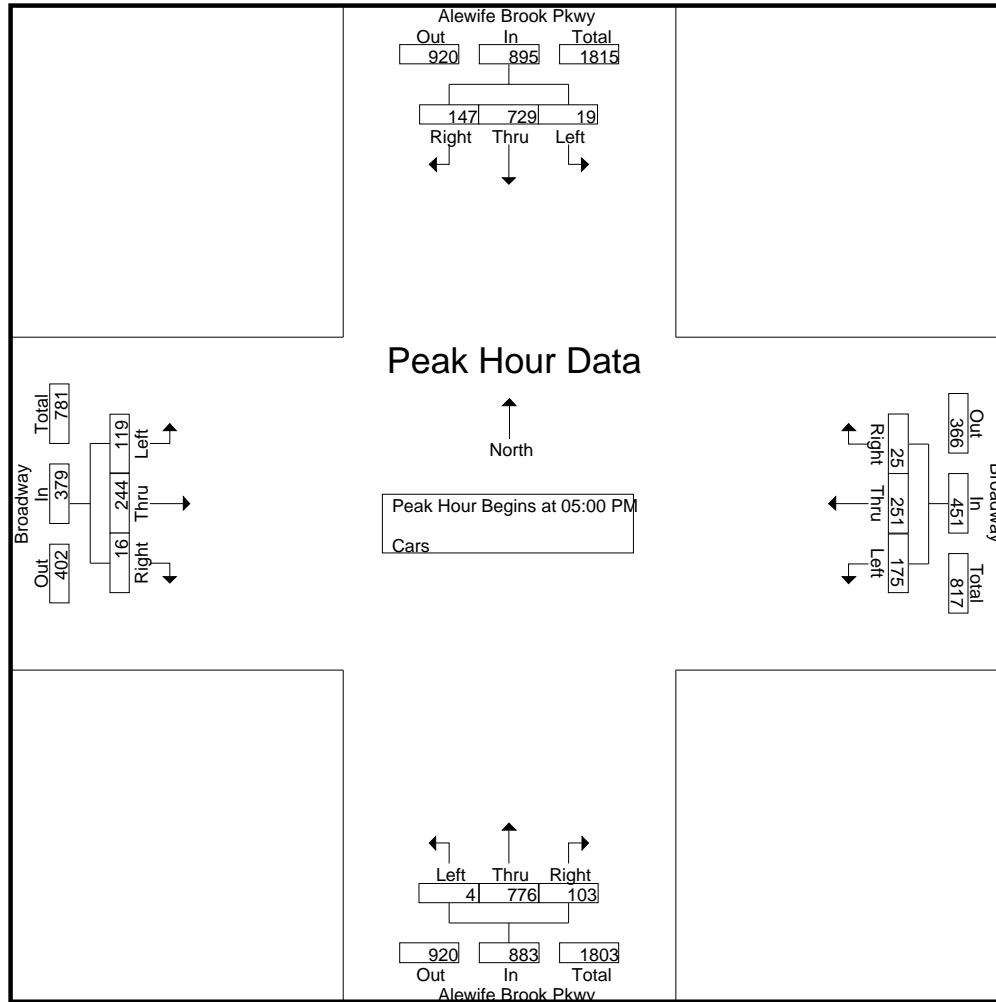 Alewife Brook Pkwy
Out In Total
920 895 1815
147 729 19
Right Thru Left
Peak Hour Data
North
Peak Hour Begins at 05:00 PM
Cars
Broadway
Out In Total
402 379 781
Left Thru Right
119 244 16
Broadway
Out In Total
366 451 817
Right Thru Left
25 251 175
Left Thru Right
4 776 103
920 883 1803
Out In Total
Alewife Brook Pkwy